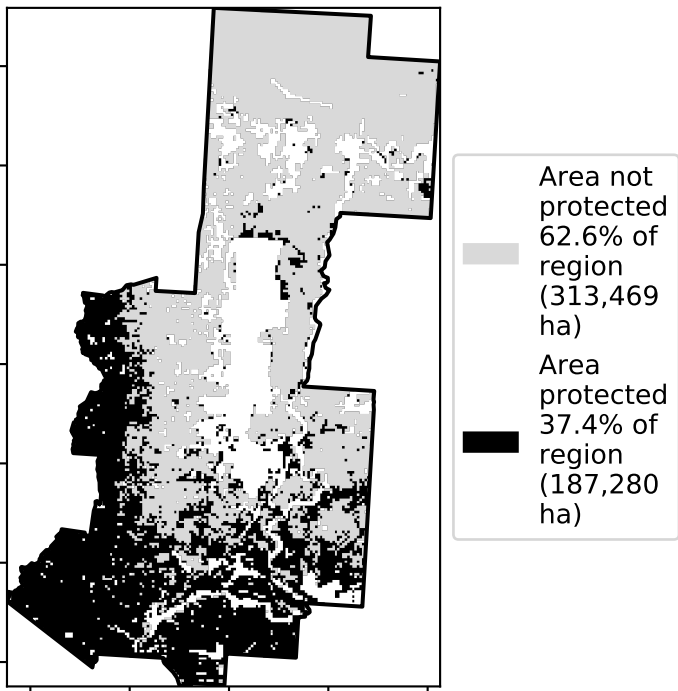 Area not
protected
62.6% of
region
(313,469
ha)
Area
protected
37.4% of
region
(187,280
ha)